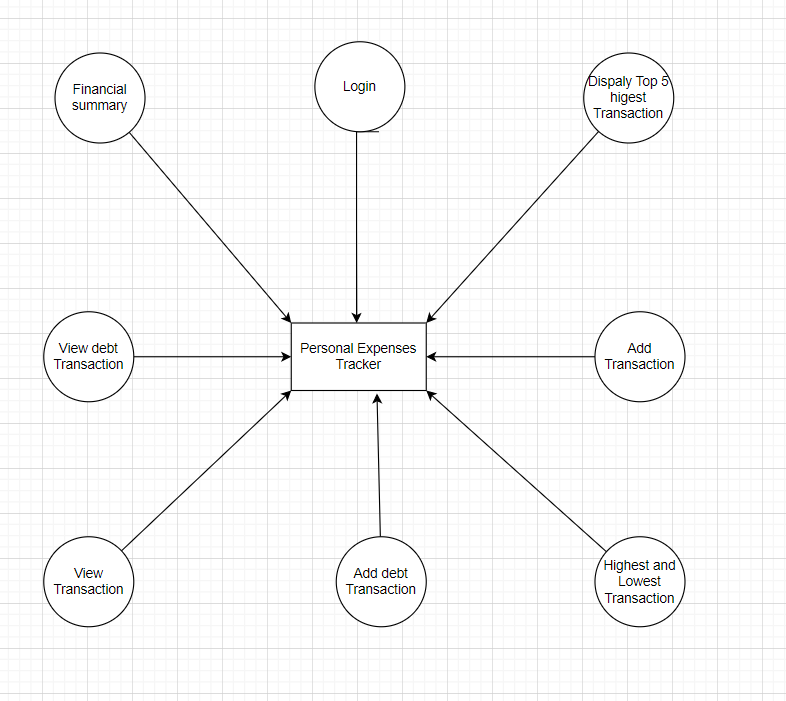 Financial
summary
Login
Dispaly Top 5
higest
Transaction
View debt
Transaction
Personal Expenses
Tracker
Add
Transaction
View
Transaction
Add debt
Transaction
Highest and
Lowest
Transaction